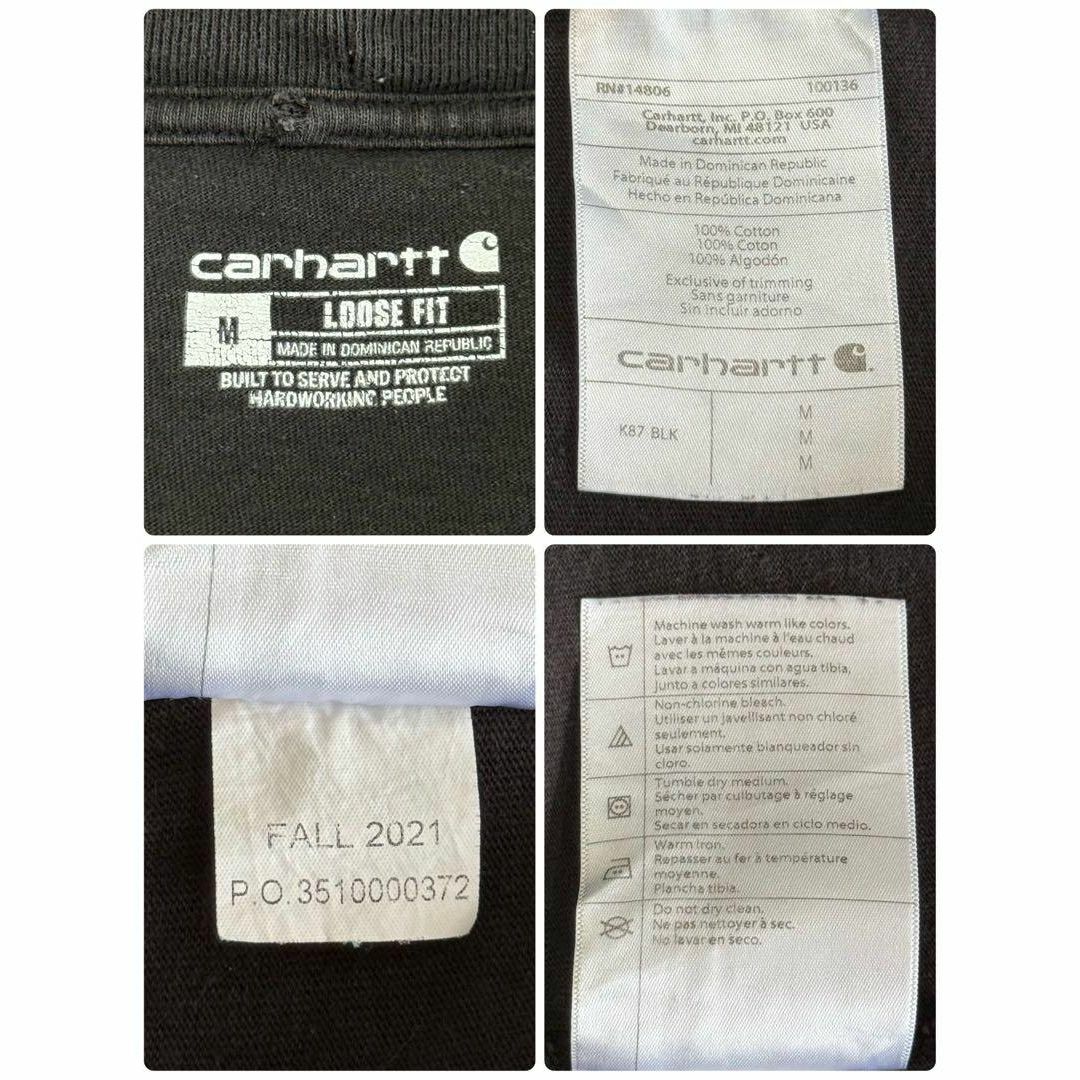 carhartt
M
LOOSE FIT
MADE IN DOMINICAN REPUBLIC
BUILT TO SERVE AND PROTECT
HARDWORKING PEOPLE
RN#14806 100136
Carhartt, Inc. P.O. Box 600
Dearborn, MI 48121 USA
carhartt.com
Made in Dominican Republic
Fabriqué au République Dominicaine
Hecho en República Dominicana
100% Cotton
100% Coton
100% Algodón
Exclusive of trimming
Sans garniture
Sin incluir adorno
carhartt
K87 BLK
M
M
M
FALL 2021
P.O.3510000372
Machine wash warm like colors.
Laver à la machine à l'eau chaud
avec les mêmes couleurs.
Lavar a máquina con agua tibia,
junto a colores similares.
Non-chlorine bleach.
Utiliser un javellisant non chloré
seulement.
Usar solamente blanqueador sin
cloro.
Tumble dry medium.
Sécher par culbutage à réglage
moyen.
Secar en secadora en ciclo medio.
Warm Iron.
Repasser au fer à température
moyenne.
Plancha tibia.
Do not dry clean.
Ne pas nettoyer à sec.
No lavar en seco.